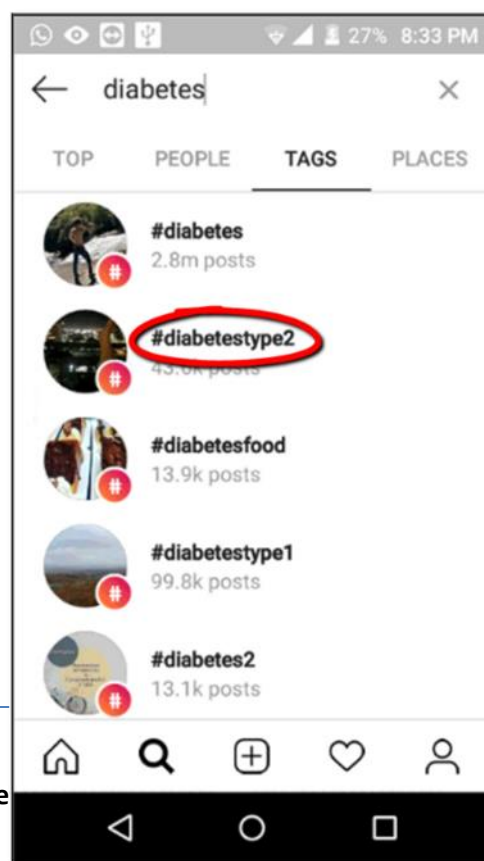 27% 8:33 PM
diabetes
TOP PEOPLE TAGS PLACES
#diabetes
2.8m posts
#diabetestype2
posts
#diabetesfood
13.9k posts
#diabetestype1
99.8k posts
#diabetes2
13.1k posts
e